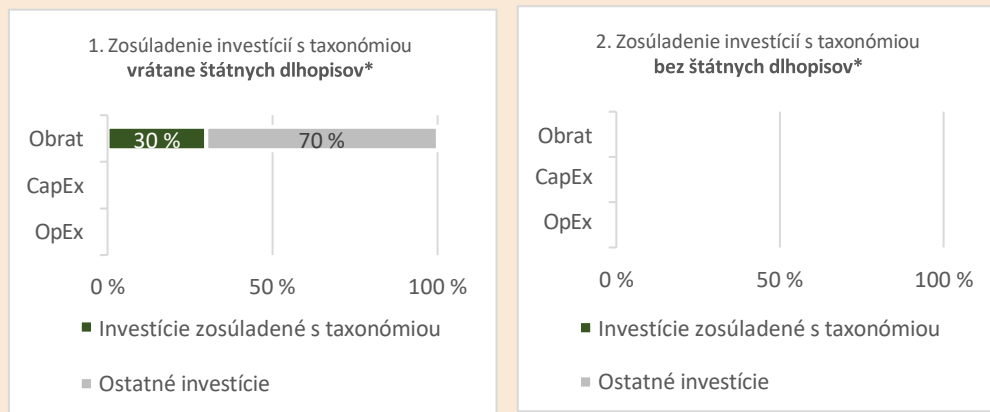 1. Zosúladenie investícií s taxonómiou
vrátane štátnych dlhopisov*
Obrat
30 %
70 %
CapEx
OpEx
0 %
50 %
100 %
Investície zosúladené s taxonómiou
Ostatné investície
2. Zosúladenie investícií s taxonómiou
bez štátnych dlhopisov*
Obrat
CapEx
OpEx
0 %
50 %
100 %
Investície zosúladené s taxonómiou
Ostatné investície